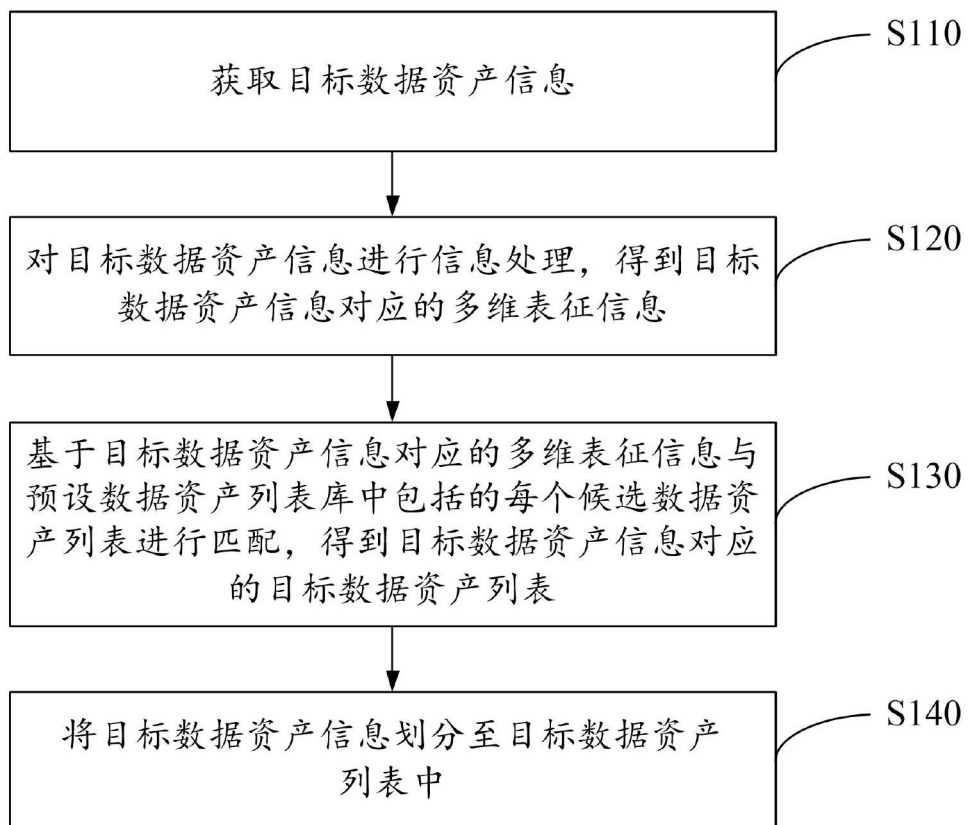 S110
获取目标数据资产信息
S120
对目标数据资产信息进行信息处理，得到目标
数据资产信息对应的多维表征信息
S130
基于目标数据资产信息对应的多维表征信息与
预设数据资产列表库中包括的每个候选数据资
产列表进行匹配，得到目标数据资产信息对应
的目标数据资产列表
S140
将目标数据资产信息划分至目标数据资产
列表中